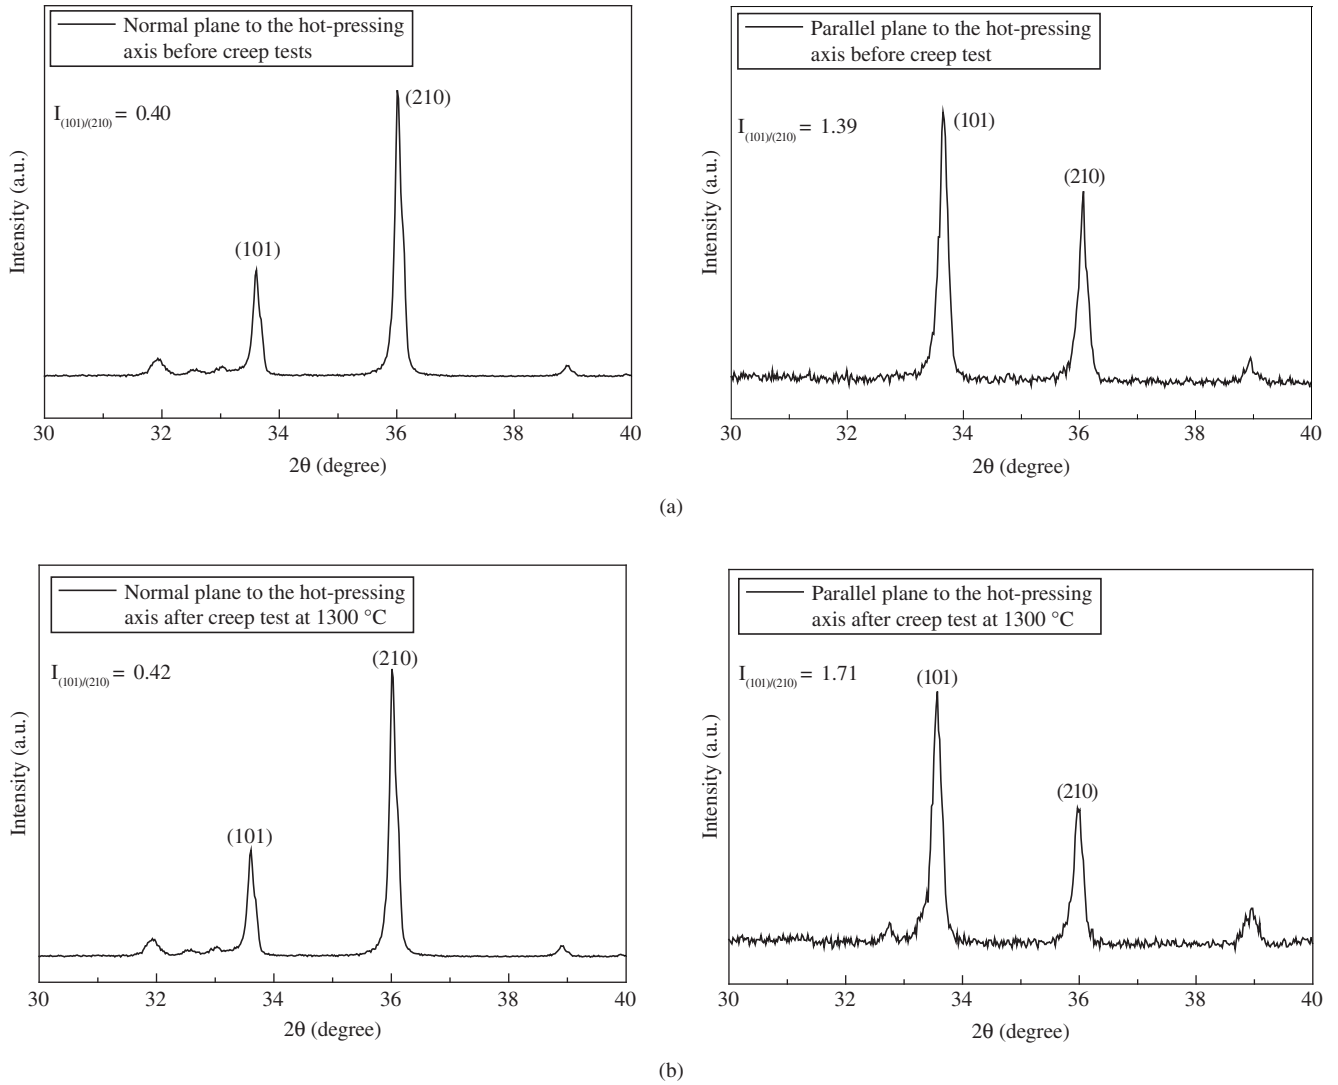 Normal plane to the hot-pressing
axis before creep tests
I(101)/(210) = 0.40
(210)
(101)
Intensity (a.u.)
30 32 34 36 38 40
2θ (degree)
Parallel plane to the hot-pressing
axis before creep test
I(101)/(210) = 1.39
(101)
(210)
Intensity (a.u.)
30 32 34 36 38 40
2θ (degree)
(a)
Normal plane to the hot-pressing
axis after creep test at 1300 °C
(210)
I(101)/(210) = 0.42
(101)
Intensity (a.u.)
30 32 34 36 38 40
2θ (degree)
Parallel plane to the hot-pressing
axis after creep test at 1300 °C
I(101)/(210) = 1.71
(101)
(210)
Intensity (a.u.)
30 32 34 36 38 40
2θ (degree)
(b)